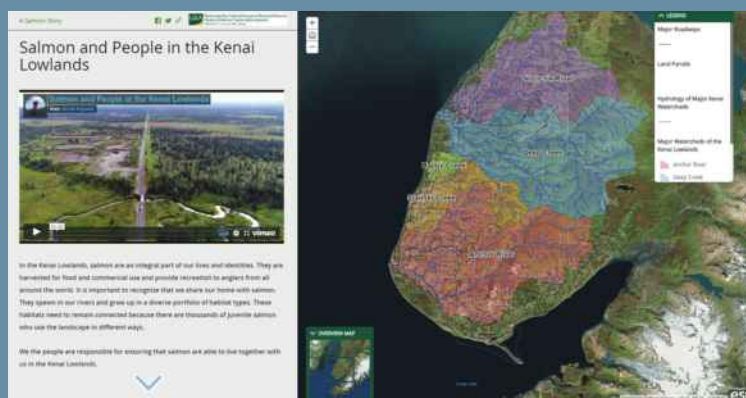 A Salmon Story
Salmon and People in the Kenai
Lowlands
Salmon and People in the Kenai Lowlands
vimeo
In the Kenai Lowlands, salmon are an integral part of our lives and identities. They are
harvested for food and commercial use and provide recreation to anglers from all
around the world. It is important to recognize that we share our home with salmon.
They spawn in our rivers and grow up in a diverse portfolio of habitat types. These
habitats need to remain connected because there are thousands of juvenile salmon
who use the landscape in different ways.
We the people are responsible for ensuring that salmon are able to live together with
us in the Kenai Lowlands.
+
−
Deep Creek
Stariski Creek
Anchor River
OVERVIEW MAP
LEGEND
Major Roadways
Land Parcels
Hydrology of Major Kenai
Watersheds
Major Watersheds of the
Kenai Lowlands
Anchor River
Deep Creek
esri